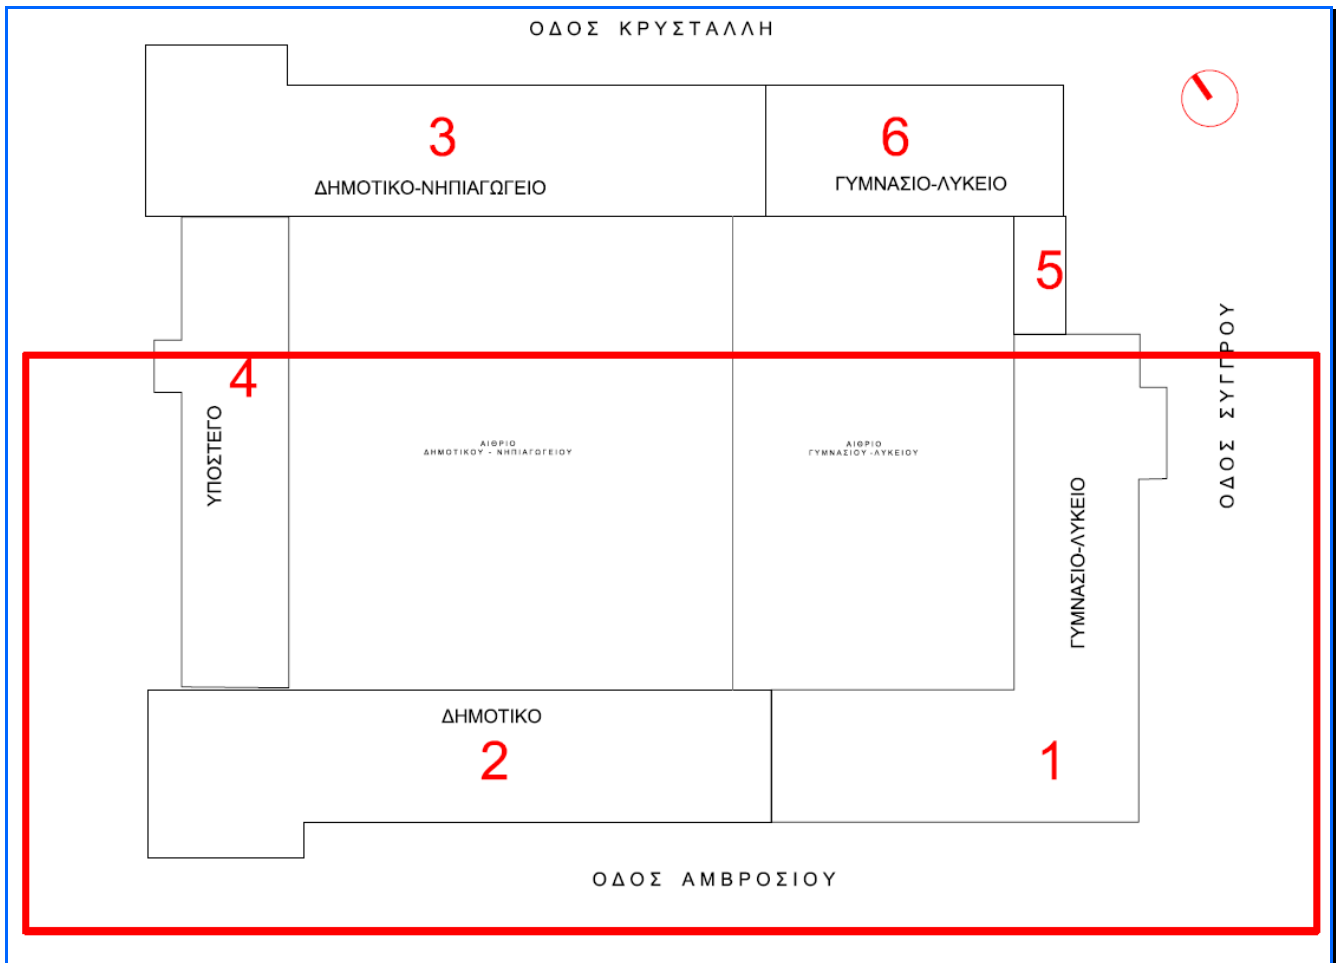 ΟΔΟΣ ΚΡΥΣΤΑΛΛΗ
3
ΔΗΜΟΤΙΚΟ-ΝΗΠΙΑΓΩΓΕΙΟ
6
ΓΥΜΝΑΣΙΟ-ΛΥΚΕΙΟ
5
ΟΔΟΣ ΣΥΓΓΡΟΥ
4
ΥΠΟΣΤΕΓΟ
ΑΙΘΡΙΟ
ΔΗΜΟΤΙΚΟΥ - ΝΗΠΙΑΓΩΓΕΙΟΥ
ΑΙΘΡΙΟ
ΓΥΜΝΑΣΙΟΥ -ΛΥΚΕΙΟΥ
ΓΥΜΝΑΣΙΟ-ΛΥΚΕΙΟ
ΔΗΜΟΤΙΚΟ
2
1
ΟΔΟΣ ΑΜΒΡΟΣΙΟΥ